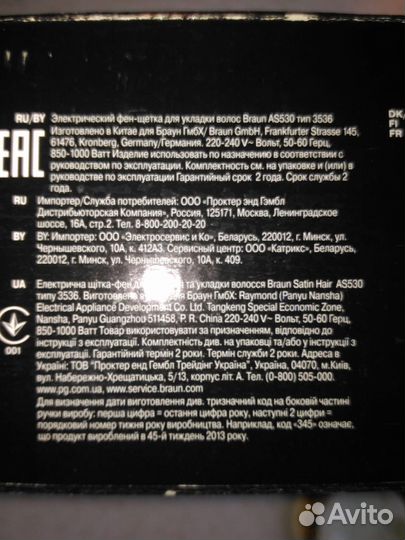 RU/BY Электрический фен-щетка для укладки волос Braun AS530 тип 3536
Изготовлено в Китае для Браун ГмбХ/ Braun GmbH, Frankfurter Strasse 145,
61476, Kronberg, Germany/Германия. 220-240 V~ Вольт, 50-60 Герц,
850-1000 Ватт Изделие использовать по назначению в соответствии с
руководством по эксплуатации. Комплектность см. на упаковке и (или) в
руководстве по эксплуатации Гарантийный срок 2 года. Срок службы 2
года.
EAC
RU Импортер/Служба потребителей: ООО «Проктер энд Гэмбл
Дистрибьюторская Компания», Россия, 125171, Москва, Ленинградское
шоссе, 16А, стр.2. Тел. 8-800-200-20-20
BY BY: Импортер: ООО «Электросервис и Ко», Беларусь, 220012, г. Минск, ул.
Чернышевского, 10А, к. 412А3. Сервисный центр: ООО «Катрикс», Беларусь,
220012, г. Минск, ул. Чернышевского, 10А, к. 409.
UA Електрична щітка-фен для та укладки волосся Braun Satin Hair AS530
типу 3536. Виготовлено для Браун ГмбХ: Raymond (Panyu Nansha)
Electrical Appliance Development Co. Ltd. Tangkeng Special Economic Zone,
Nansha, Panyu Guangzhou 511458, P. R. China 220-240 V~ Вольт, 50-60 Герц,
850-1000 Ватт Товар використовувати за призначенням, відповідно до
інструкції з експлуатації. Комплектність див. на упаковці та/або у інструкції
з експлуатації. Гарантійний термін 2 роки. Термін служби 2 роки. Адреса в
Україні: ТОВ "Проктер енд Гембл Трейдінг Україна", Україна, 04070, м.Київ,
вул. Набережно-Хрещатицька, 5/13, корпус літ. А. Тел. (0-800) 505-000.
www.pg.com.ua, www.service.braun.com.
Для визначення дати виготовлення див. тризначний код на боковій частині
ручки виробу: перша цифра = остання цифра року, наступні 2 цифри =
порядковий номер тижня року виробництва. Наприклад, код «345» означає,
що продукт вироблений в 45-й тиждень 2013 року.
001
DK/
FI
FR
Avito